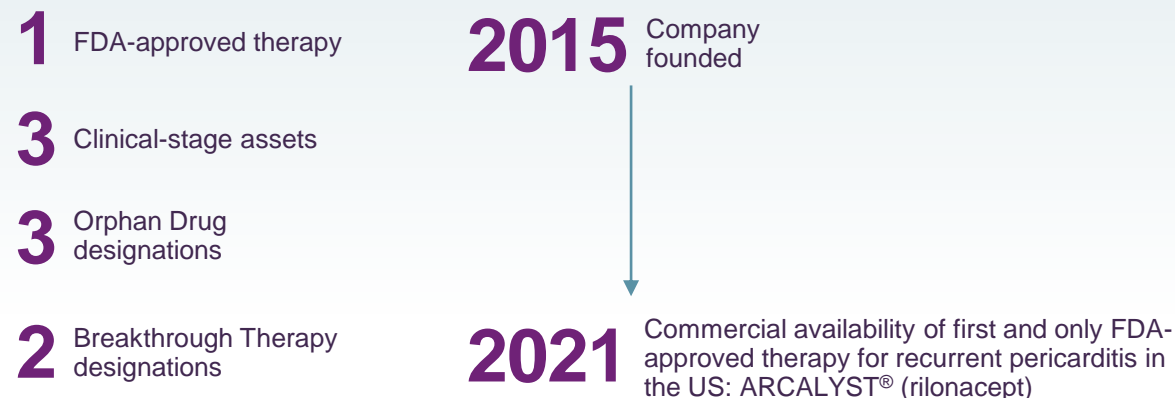 1 FDA-approved therapy
3 Clinical-stage assets
3 Orphan Drug
designations
2 Breakthrough Therapy
designations
2015 Company
founded
2021 Commercial availability of first and only FDA-
approved therapy for recurrent pericarditis in
the US: ARCALYST® (rilonacept)